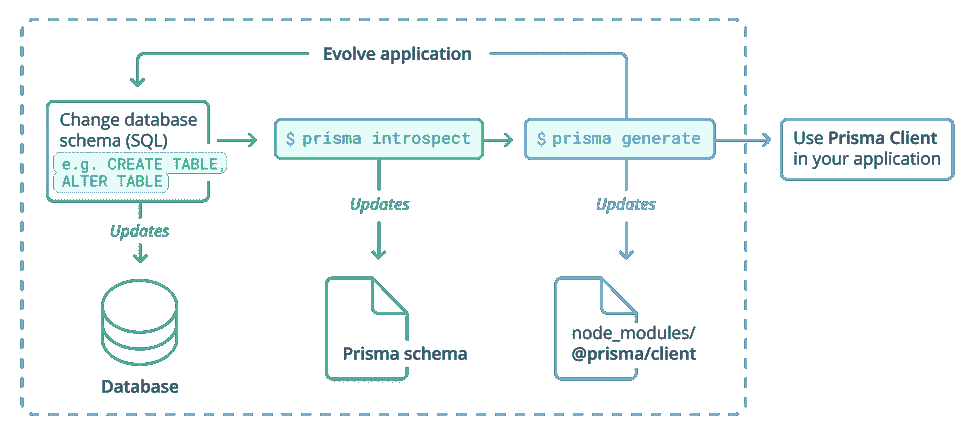 Evolve application
Change database
schema (SQL)
e.g. CREATE TABLE,
ALTER TABLE
$ prisma introspect
$ prisma generate
Use Prisma Client
in your application
Updates
Updates
Updates
Database
Prisma schema
node_modules/
@prisma/client